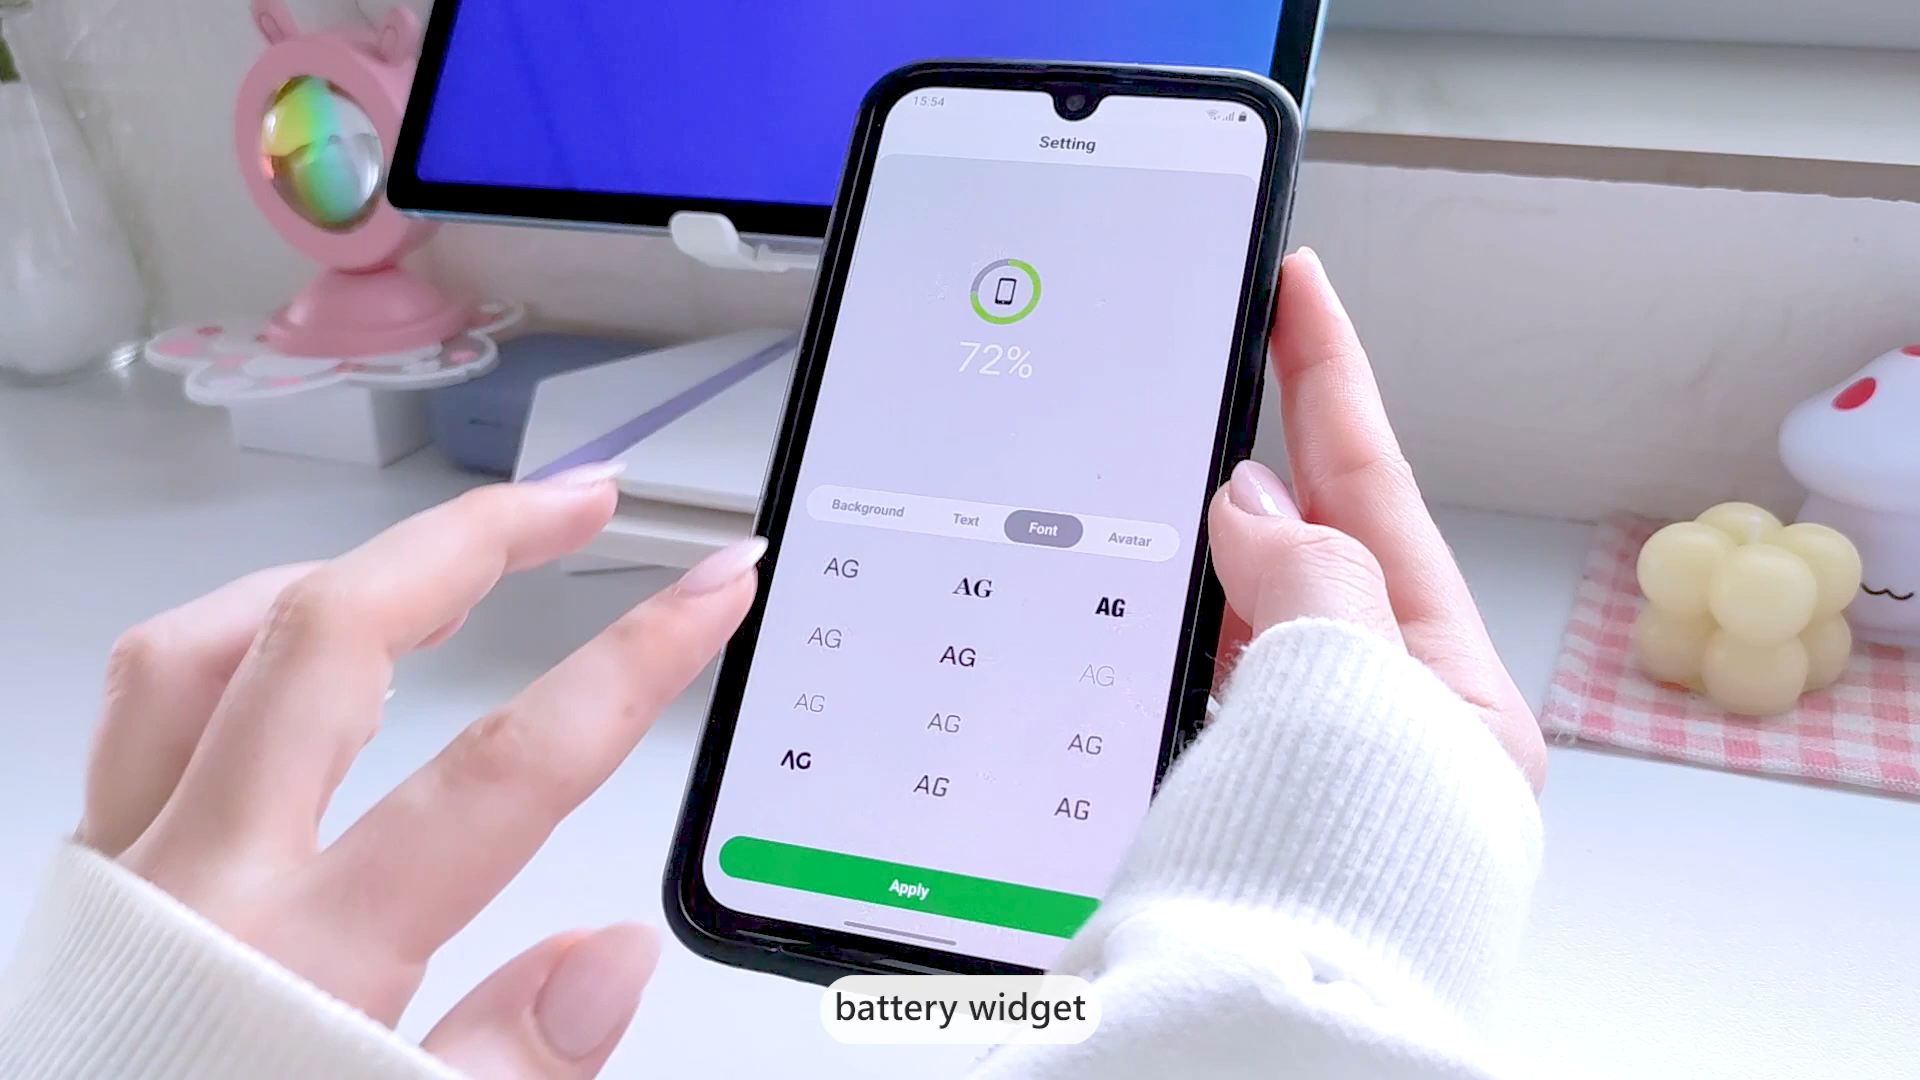 15:54
Setting
72%
Background Text Font Avatar
AG AG AG
AG AG AG
AG AG AG
AG AG AG
Apply
battery widget